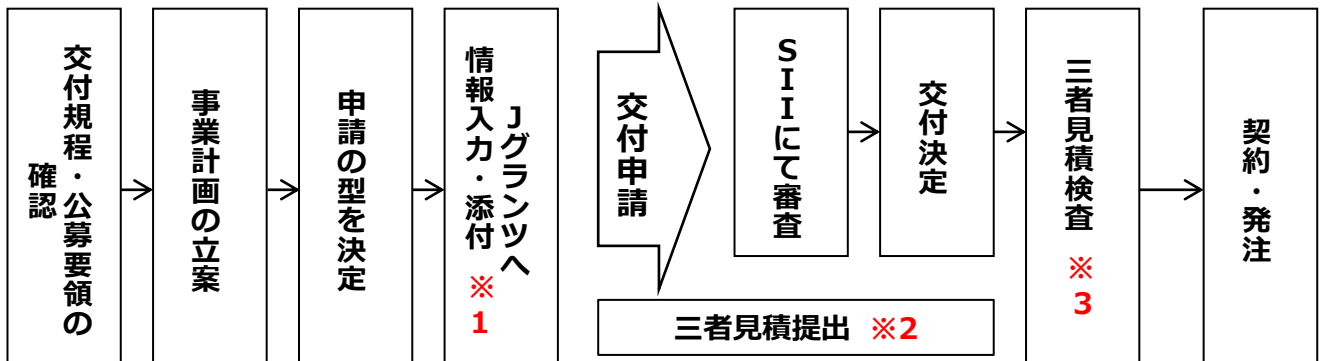 交付規程・公募要領の
確認
事業計画の立案
申請の型を決定
Jグランツへ
情報入力・添付 ※1
交付申請
SIIにて審査
交付決定
三者見積提出 ※2
三者見積検査 ※3
契約・発注